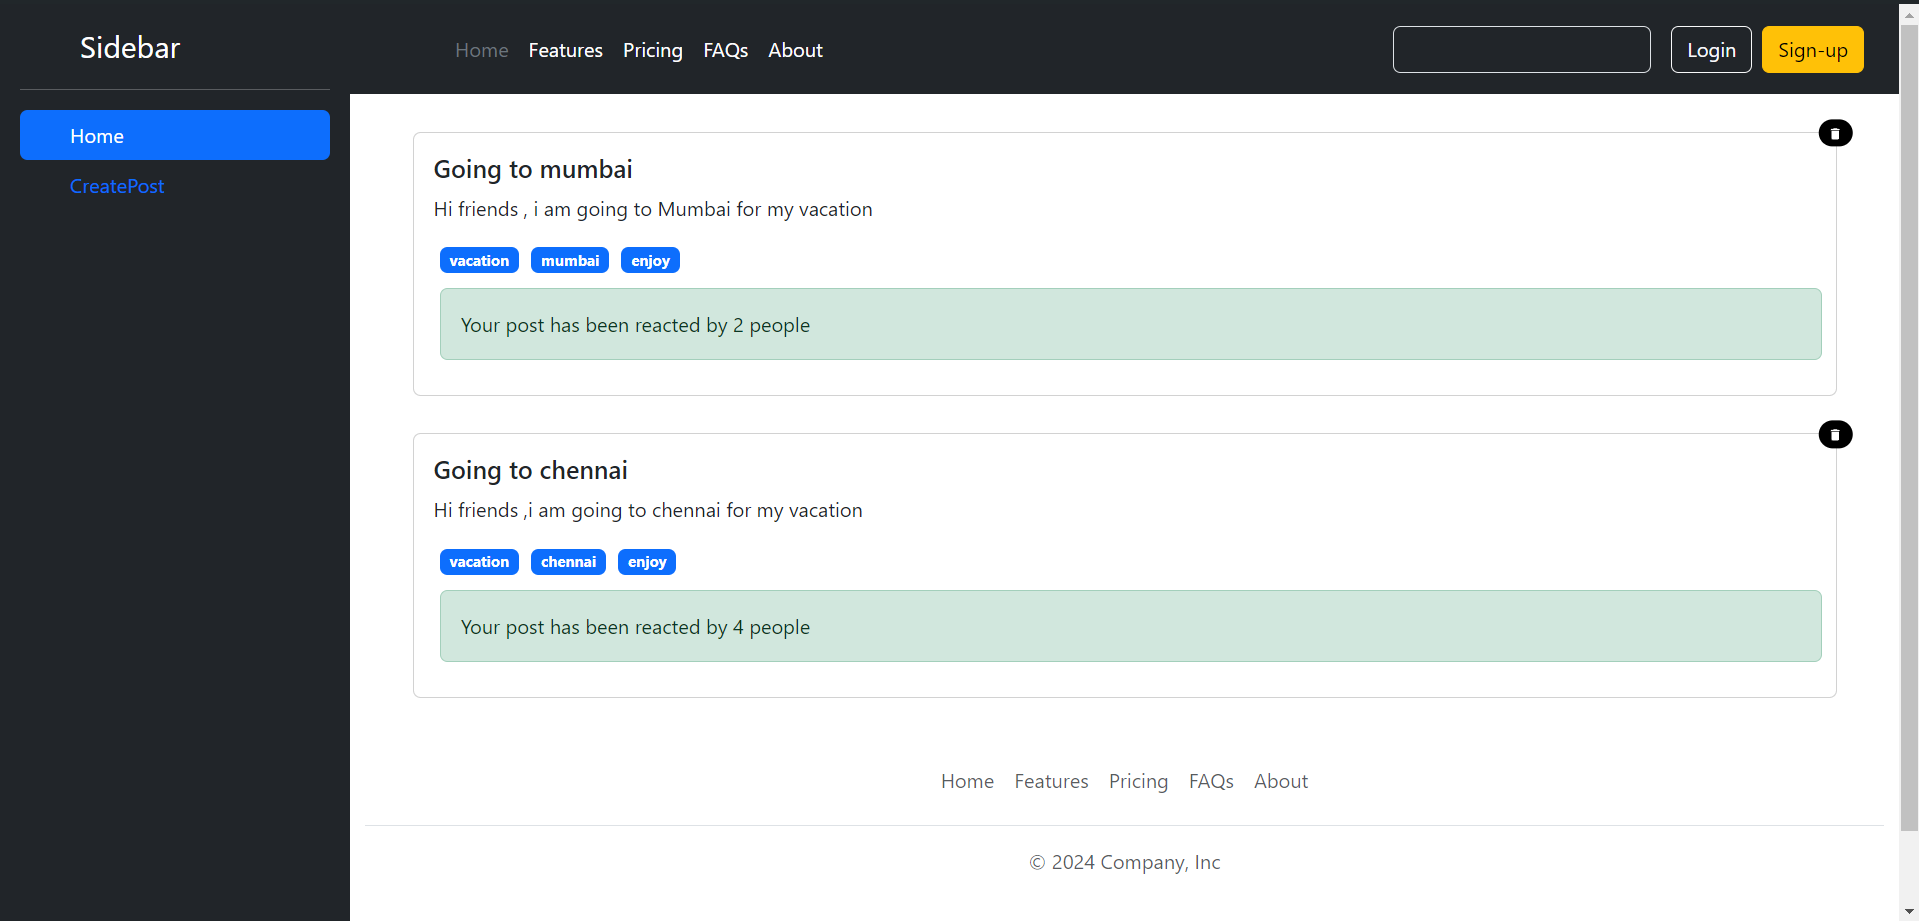 Sidebar
Home
CreatePost
Home Features Pricing FAQs About
Login Sign-up
Going to mumbai
Hi friends , i am going to Mumbai for my vacation
vacation mumbai enjoy
Your post has been reacted by 2 people
Going to chennai
Hi friends ,i am going to chennai for my vacation
vacation chennai enjoy
Your post has been reacted by 4 people
Home Features Pricing FAQs About
© 2024 Company, Inc